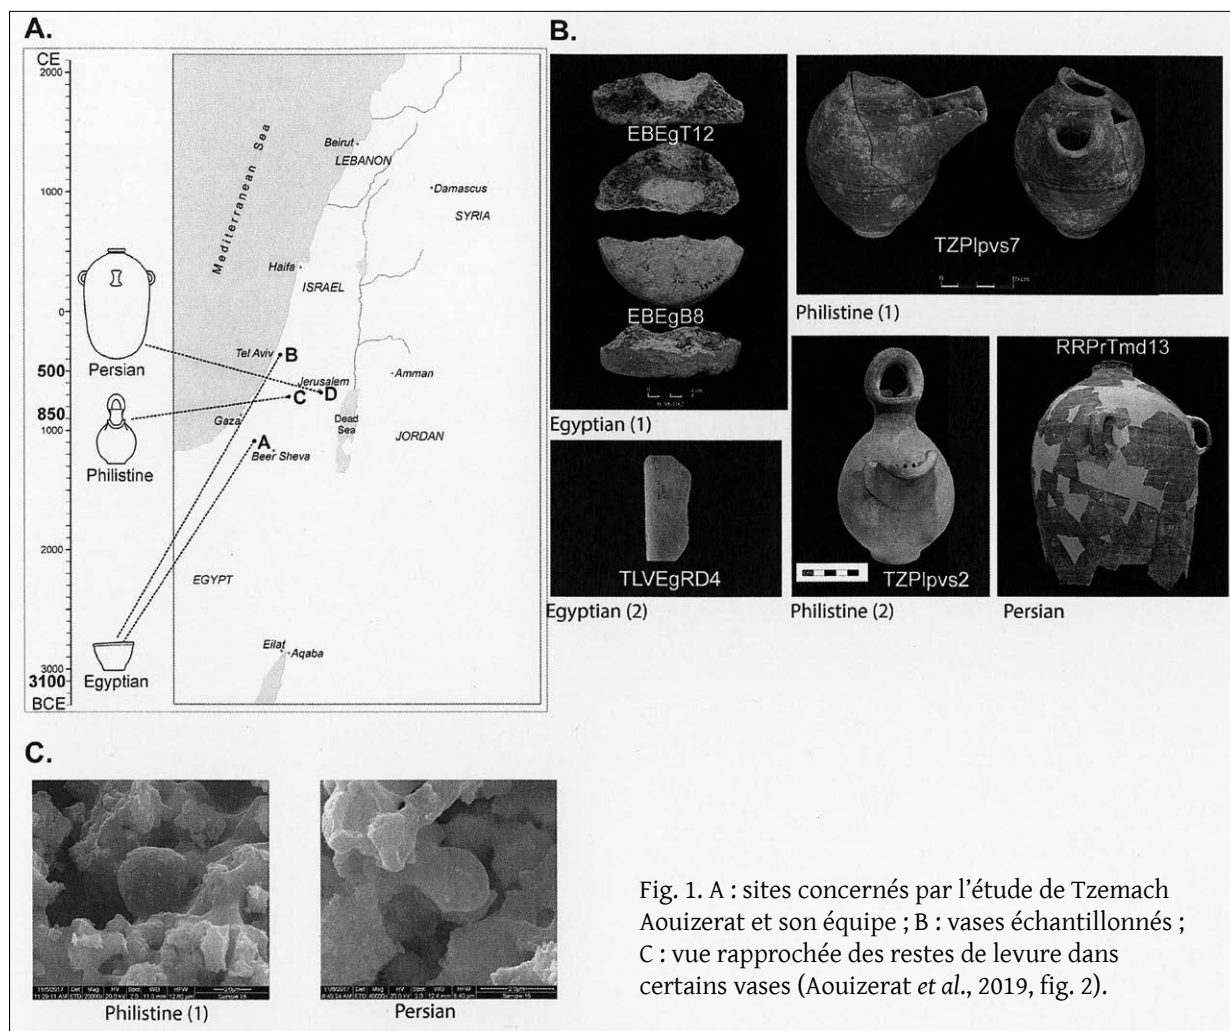 A.
CE
2000
1000
0
500
850
1000
2000
3000
3100
BCE
Persian
Philistine
Egyptian
Mediterranean Sea
Beirut
LEBANON
Damascus
SYRIA
Haifa
ISRAEL
Tel Aviv
B
Jerusalem
C
D
Amman
Gaza
Dead
Sea
A
Beer Sheva
JORDAN
EGYPT
Eilat
Aqaba
B.
EBEgT12
EBEgB8
Egyptian (1)
TLVEgRD4
Egyptian (2)
TZPlpvs7
Philistine (1)
TZPlpvs2
Philistine (2)
RRPrTmd13
Persian
C.
Philistine (1)
Persian
Fig. 1. A : sites concernés par l’étude de Tzemach
Aouizerat et son équipe ; B : vases échantillonnés ;
C : vue rapprochée des restes de levure dans
certains vases (Aouizerat et al., 2019, fig. 2).